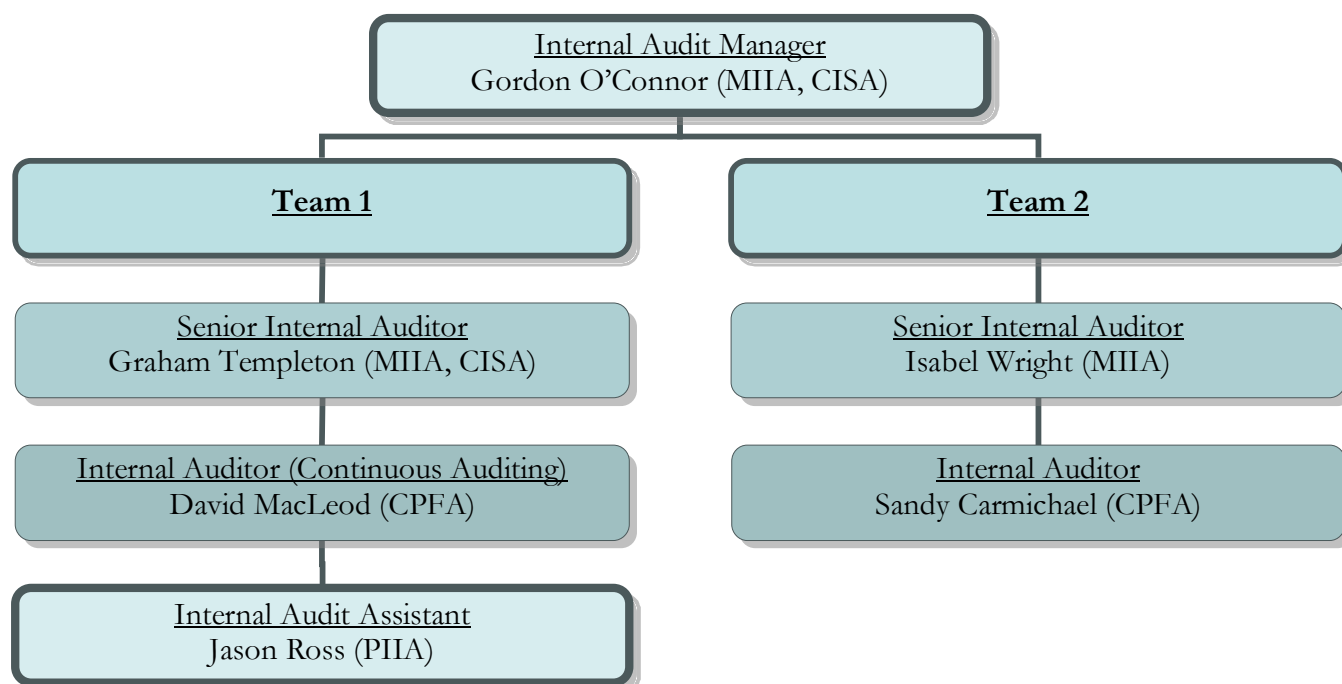 Internal Audit Manager
Gordon O’Connor (MIIA, CISA)
Team 1
Team 2
Senior Internal Auditor
Graham Templeton (MIIA, CISA)
Senior Internal Auditor
Isabel Wright (MIIA)
Internal Auditor (Continuous Auditing)
David MacLeod (CPFA)
Internal Auditor
Sandy Carmichael (CPFA)
Internal Audit Assistant
Jason Ross (PIIA)